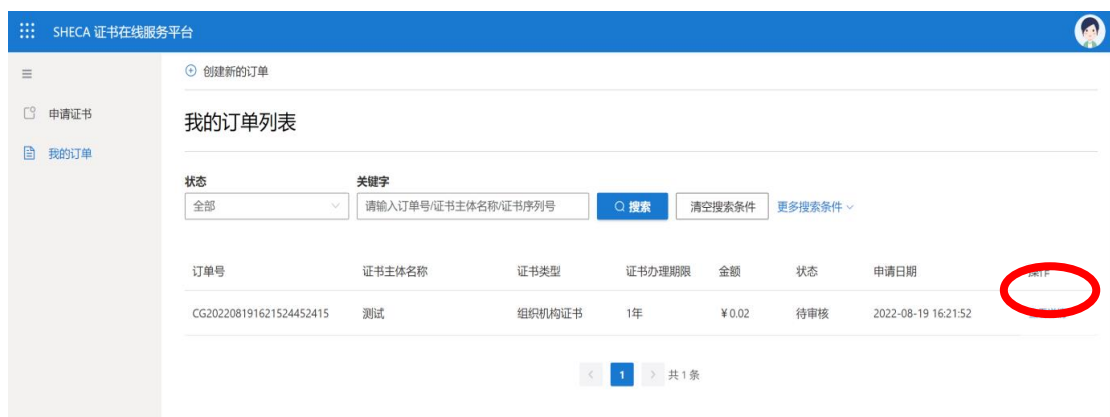 SHECA 证书在线服务平台
创建新的订单
申请证书
我的订单
我的订单列表
状态 关键字
全部 请输入订单号/证书主体名称/证书序列号 搜索 清空搜索条件 更多搜索条件
订单号 证书主体名称 证书类型 证书办理期限 金额 状态 申请日期 操作
CG202208191621524452415 测试 组织机构证书 1年 ¥0.02 待审核 2022-08-19 16:21:52
1 共1条